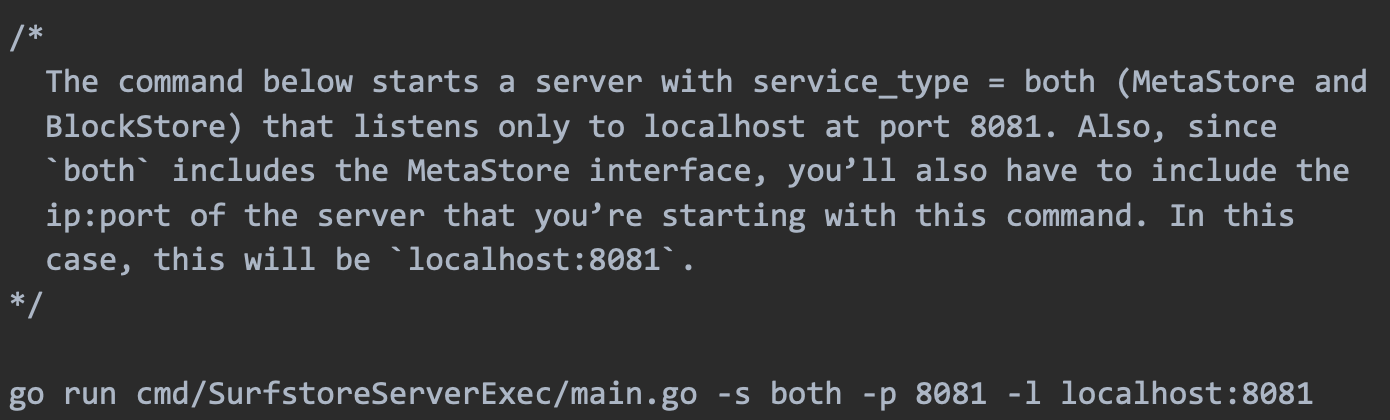 /*
The command below starts a server with service_type = both (MetaStore and
BlockStore) that listens only to localhost at port 8081. Also, since
`both` includes the MetaStore interface, you’ll also have to include the
ip:port of the server that you’re starting with this command. In this
case, this will be `localhost:8081`.
*/
go run cmd/SurfstoreServerExec/main.go -s both -p 8081 -l localhost:8081